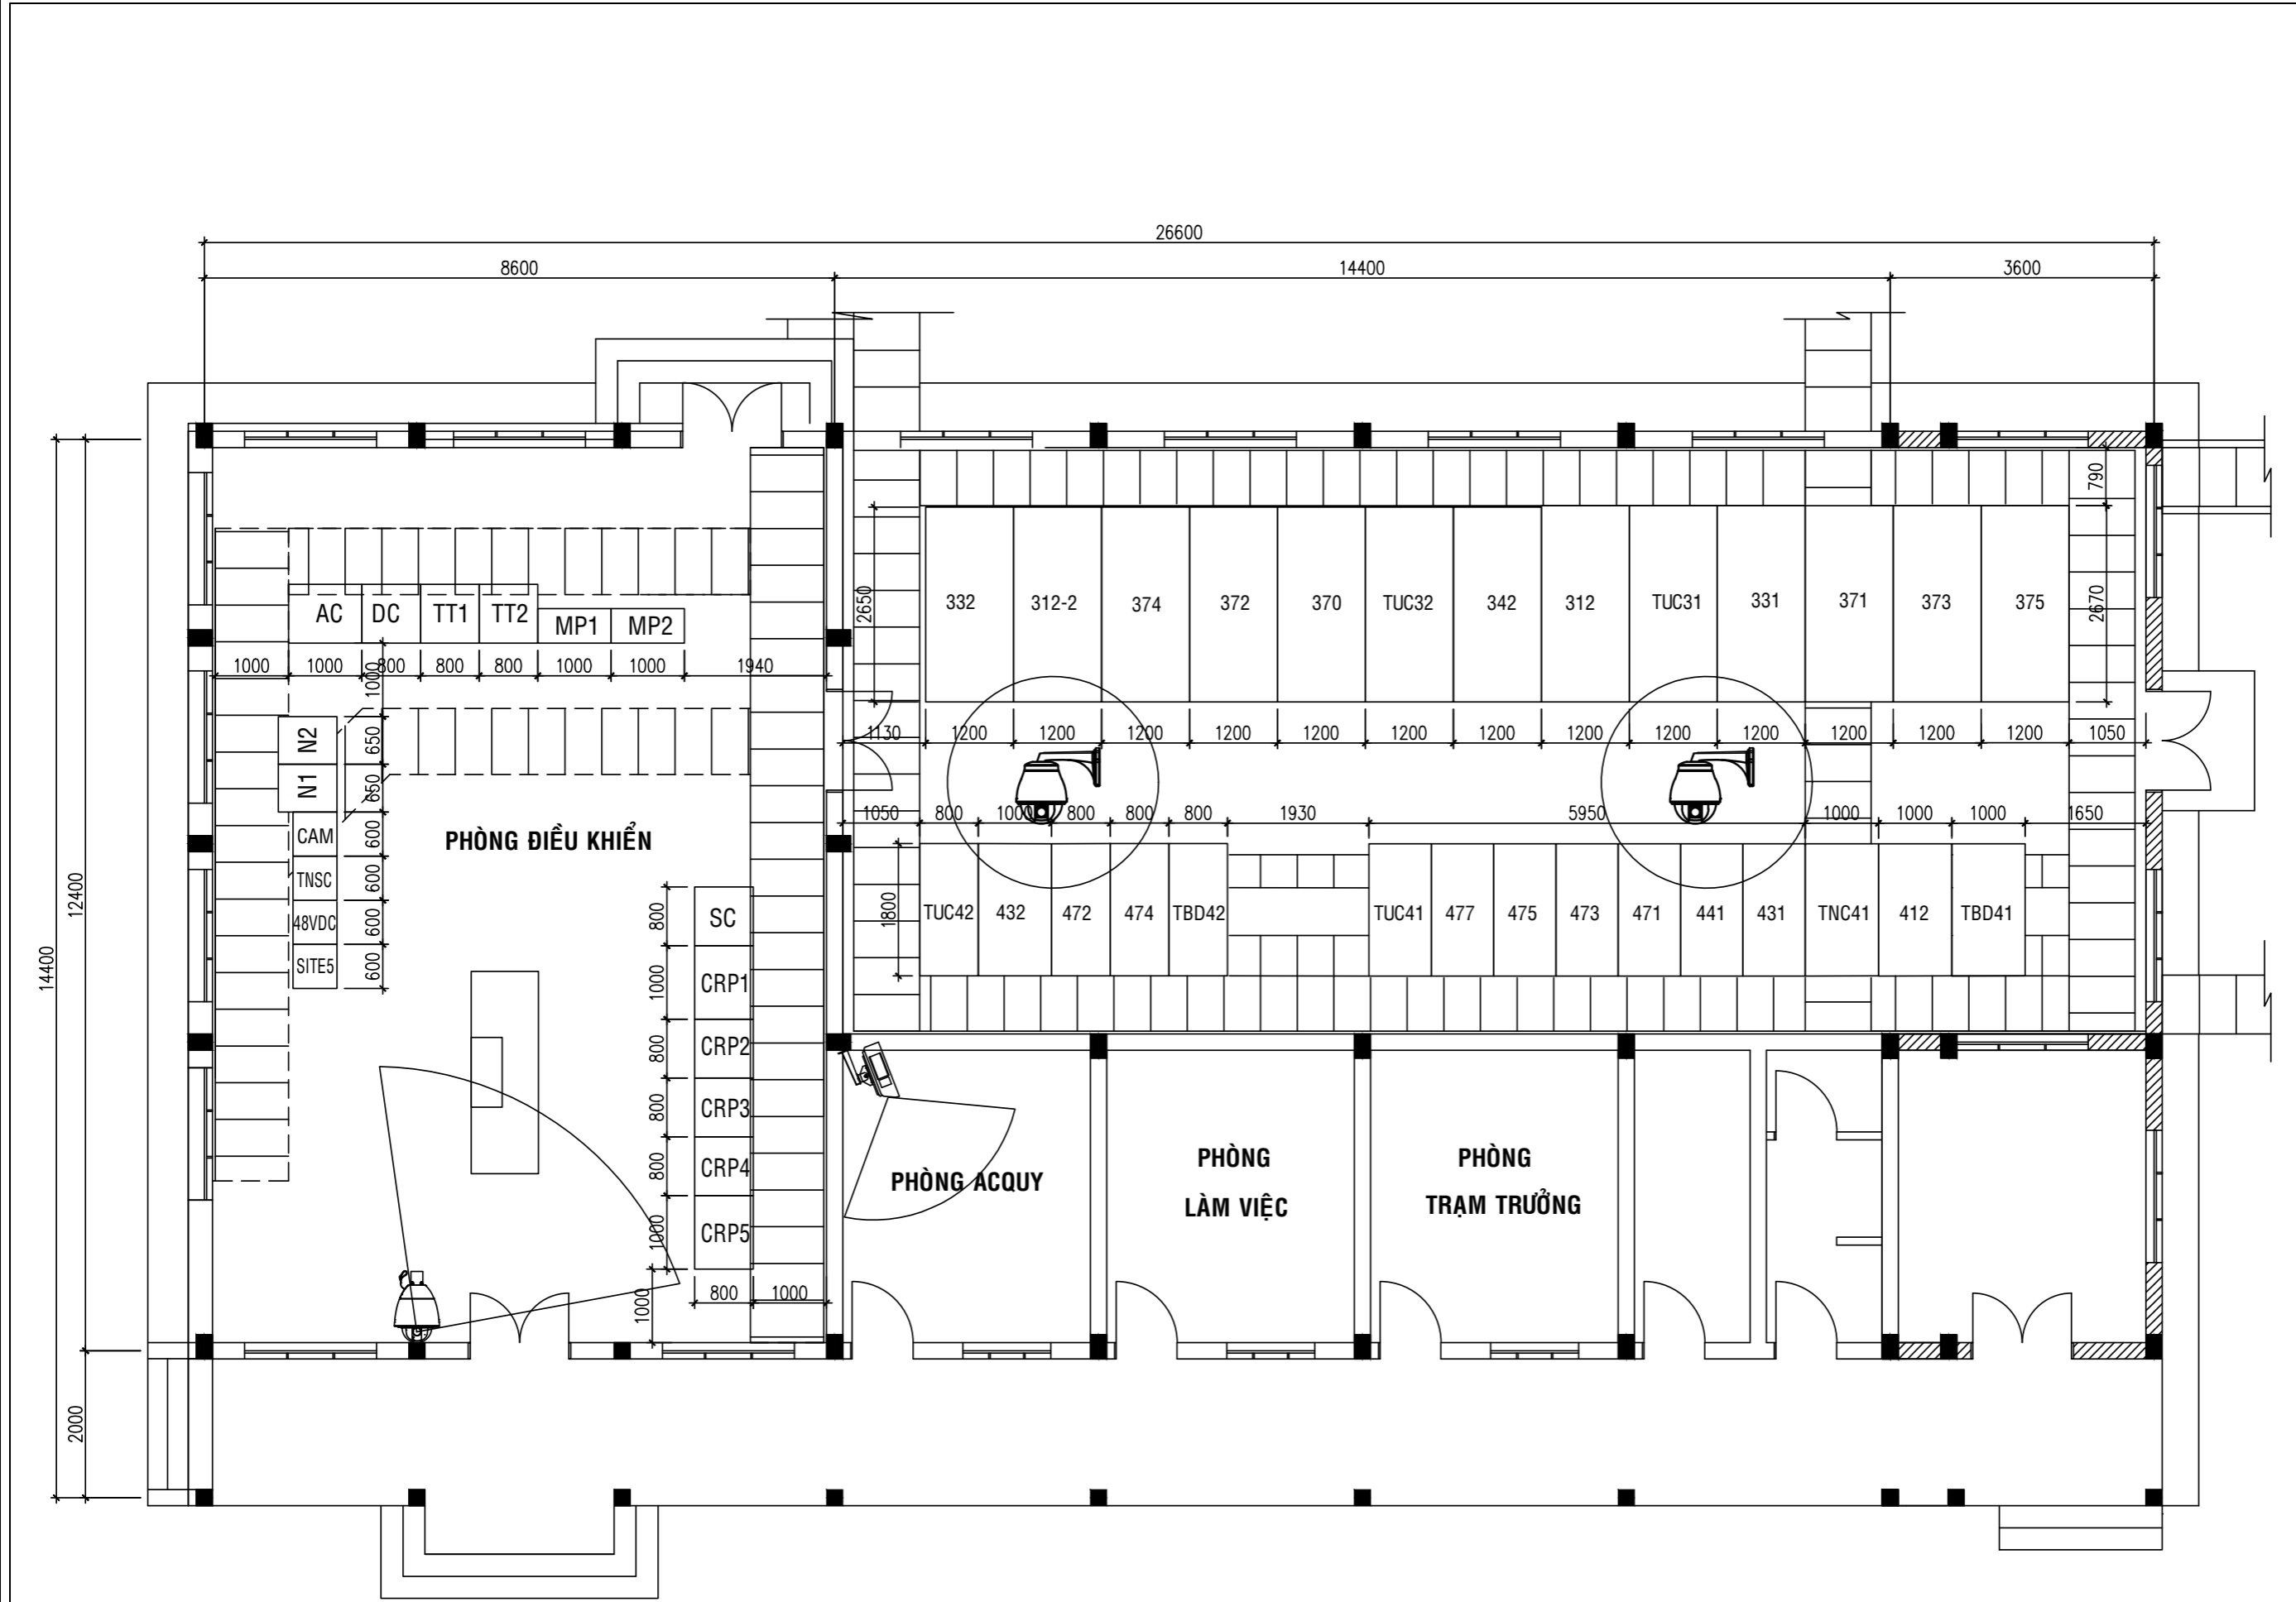 26600
8600
14400
3600
790
2650
2670
332
312-2
374
372
370
TUC32
342
312
TUC31
331
371
373
375
AC
DC
TT1
TT2
MP1
MP2
1000
1000
800
800
800
1000
1000
1940
1000
1130
1200
1200
1200
1200
1200
1200
1200
1200
1200
1200
1200
1200
1200
1050
N2
650
N1
650
CAM
600
TNSC
600
48VDC
600
SITE5
600
PHÒNG ĐIỀU KHIỂN
1050
800
1000
800
800
800
1930
5950
1000
1000
1000
1650
1800
TUC42
432
472
474
TBD42
TUC41
477
475
473
471
441
431
TNC41
412
TBD41
12400
14400
2000
800
SC
1000
CRP1
800
CRP2
800
CRP3
800
CRP4
1000
CRP5
800
1000
1000
PHÒNG ACQUY
PHÒNG
LÀM VIỆC
PHÒNG
TRẠM TRƯỞNG